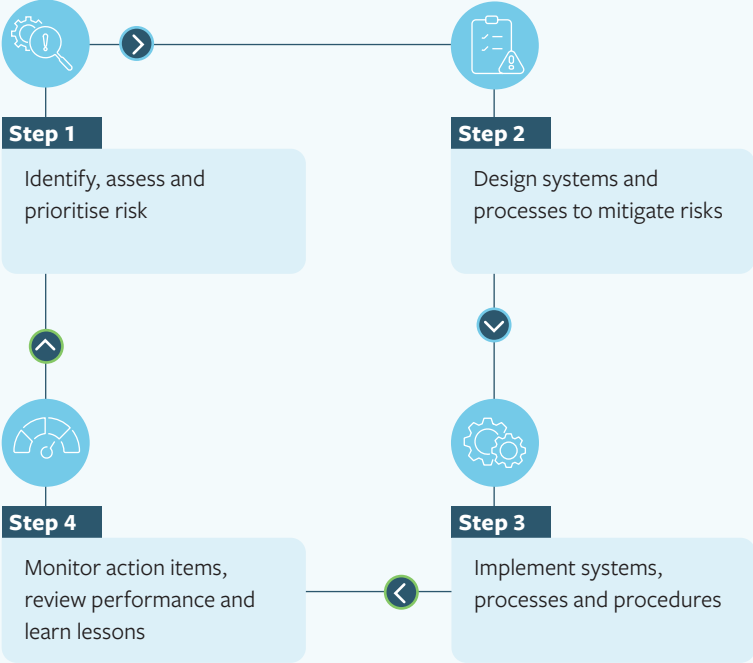 Step 1
Identify, assess and
prioritise risk
Step 2
Design systems and
processes to mitigate risks
Step 3
Implement systems,
processes and procedures
Step 4
Monitor action items,
review performance and
learn lessons